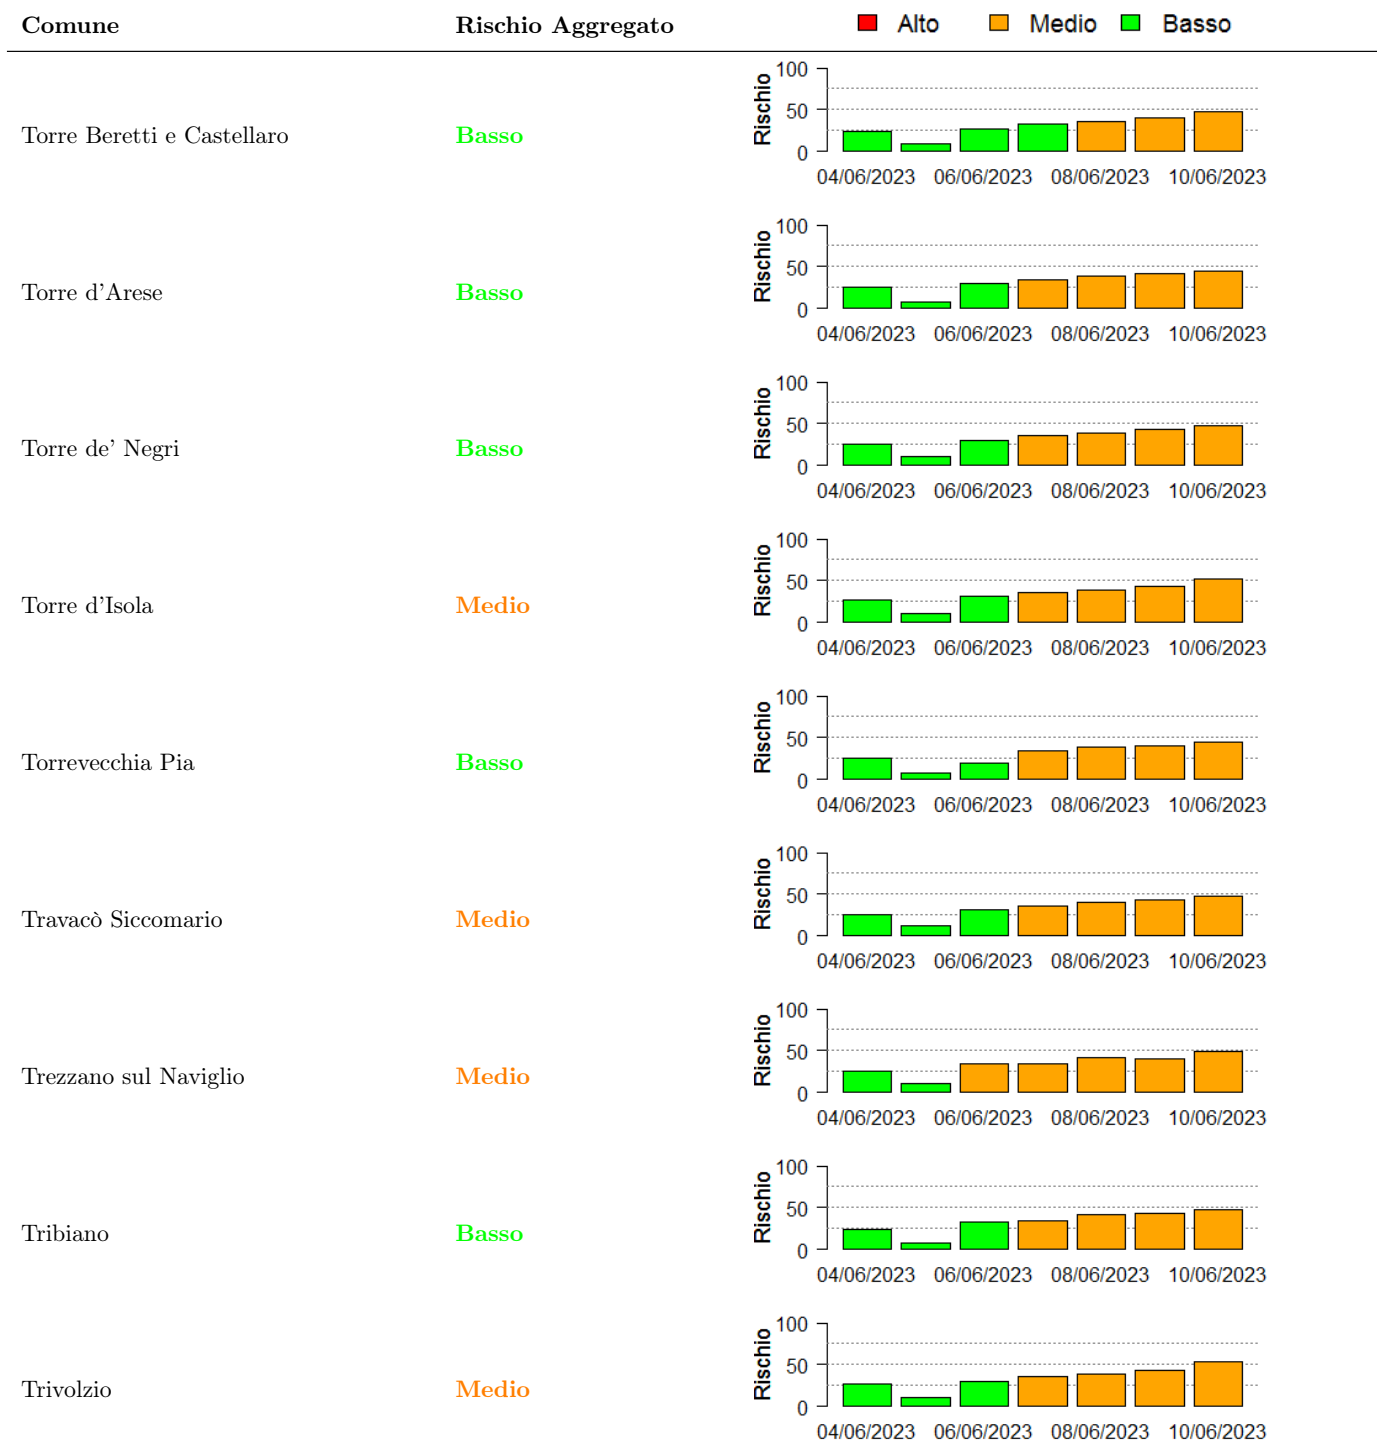 Comune Rischio Aggregato Alto Medio Basso
Torre Beretti e Castellaro Basso
Rischio
100
50
0
04/06/2023 06/06/2023 08/06/2023 10/06/2023
Torre d'Arese Basso
Rischio
100
50
0
04/06/2023 06/06/2023 08/06/2023 10/06/2023
Torre de' Negri Basso
Rischio
100
50
0
04/06/2023 06/06/2023 08/06/2023 10/06/2023
Torre d'Isola Medio
Rischio
100
50
0
04/06/2023 06/06/2023 08/06/2023 10/06/2023
Torrevecchia Pia Basso
Rischio
100
50
0
04/06/2023 06/06/2023 08/06/2023 10/06/2023
Travacò Siccomario Medio
Rischio
100
50
0
04/06/2023 06/06/2023 08/06/2023 10/06/2023
Trezzano sul Naviglio Medio
Rischio
100
50
0
04/06/2023 06/06/2023 08/06/2023 10/06/2023
Tribiano Basso
Rischio
100
50
0
04/06/2023 06/06/2023 08/06/2023 10/06/2023
Trivolzio Medio
Rischio
100
50
0
04/06/2023 06/06/2023 08/06/2023 10/06/2023